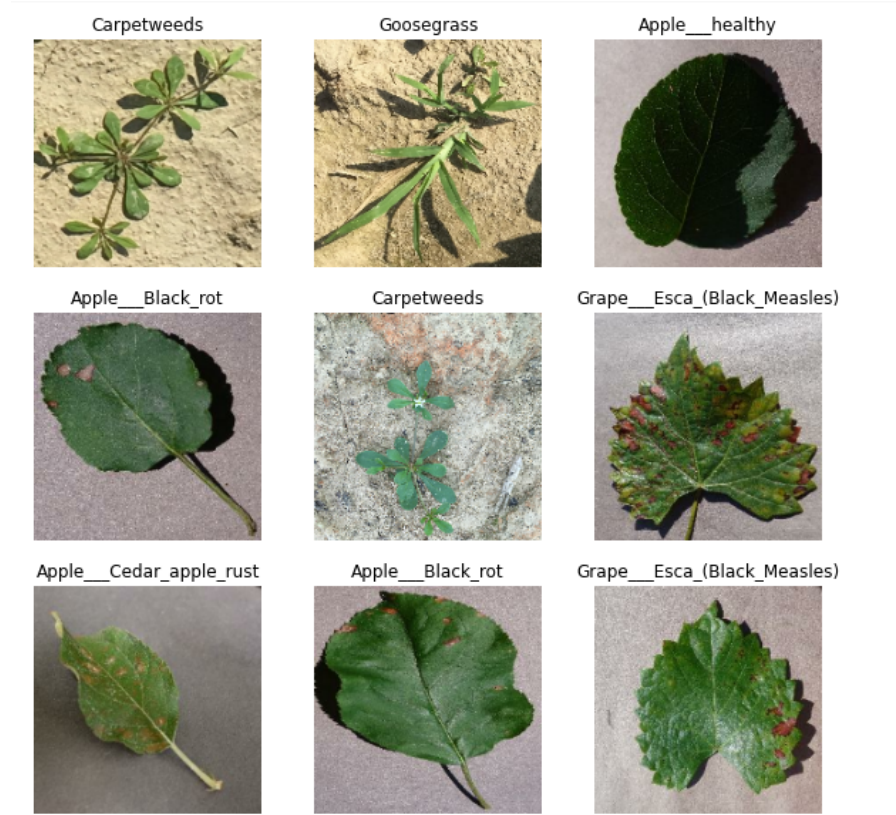 Carpetweeds
Goosegrass
Apple___healthy
Apple___Black_rot
Carpetweeds
Grape___Esca_(Black_Measles)
Apple___Cedar_apple_rust
Apple___Black_rot
Grape___Esca_(Black_Measles)